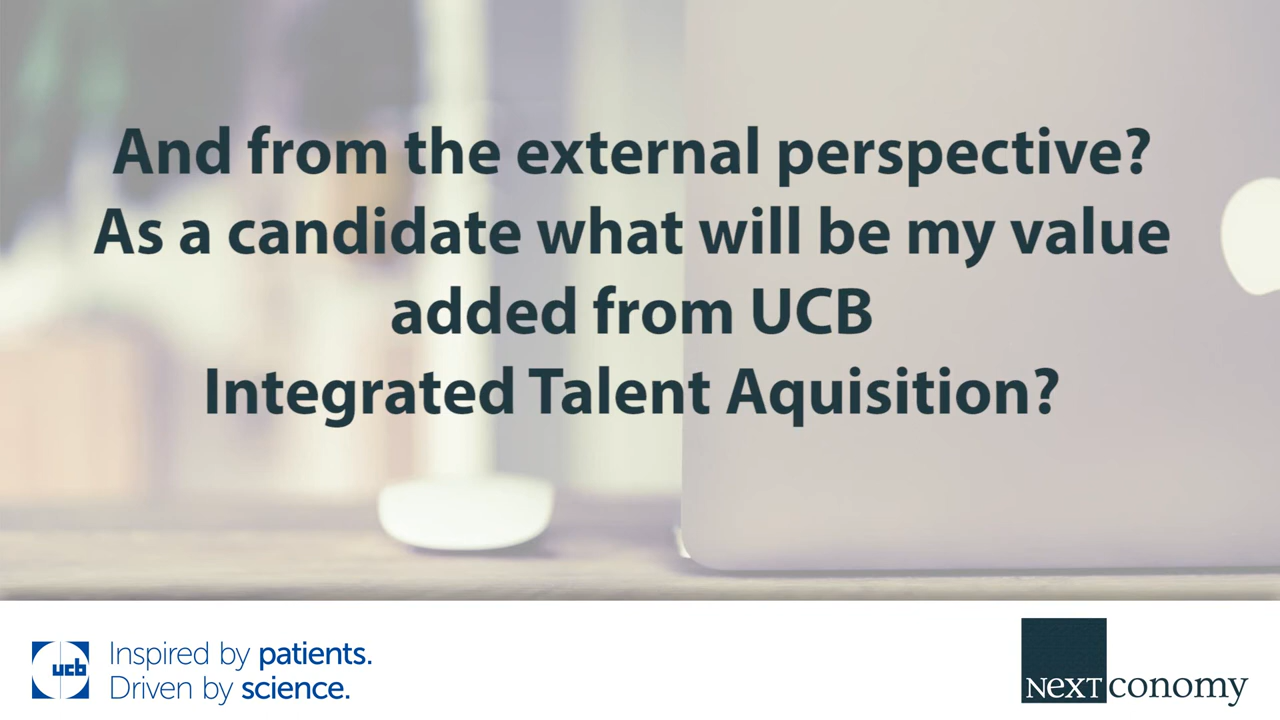 And from the external perspective?
As a candidate what will be my value
added from UCB
Integrated Talent Aquisition?
ucb
Inspired by patients.
Driven by science.
NEXTconomy